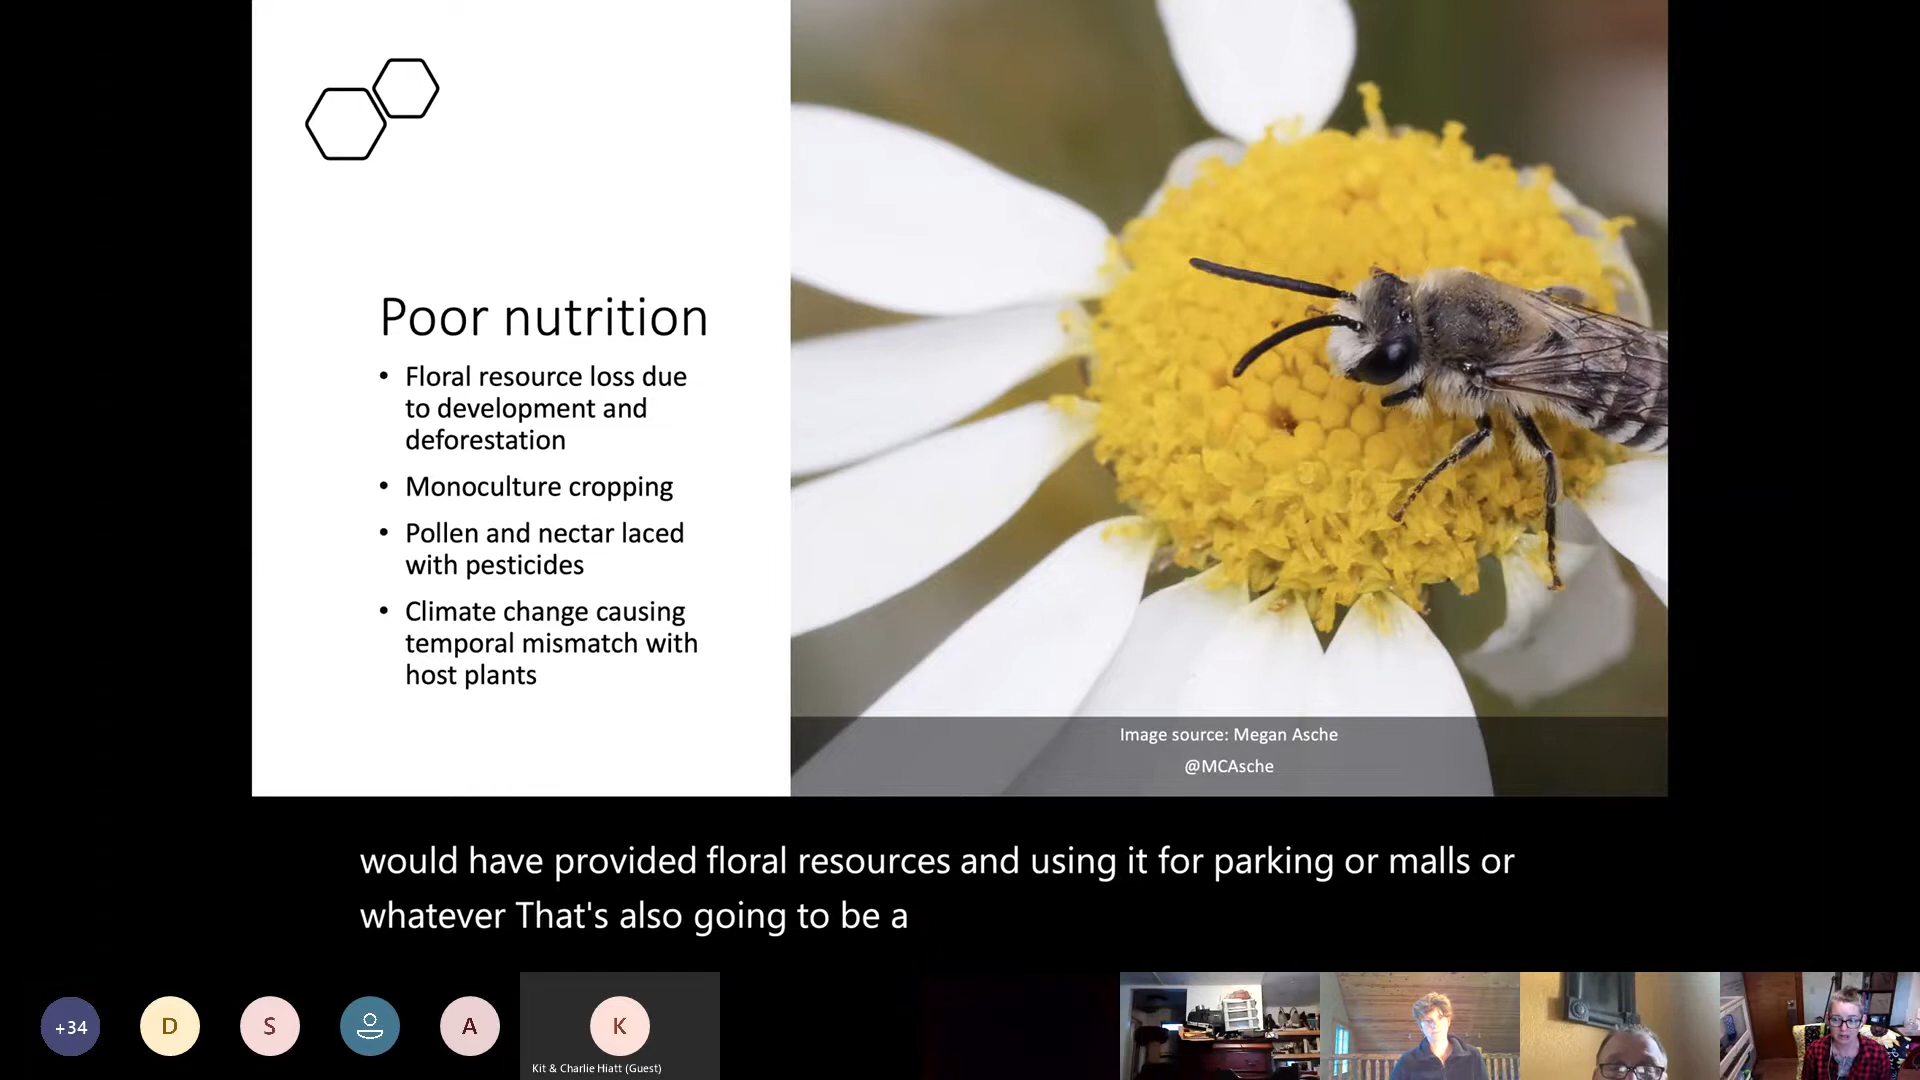 Poor nutrition
• Floral resource loss due
to development and
deforestation
• Monoculture cropping
• Pollen and nectar laced
with pesticides
• Climate change causing
temporal mismatch with
host plants
Image source: Megan Asche
@MCAsche
would have provided floral resources and using it for parking or malls or
whatever That's also going to be a
+34
D
S
A
K
Kit & Charlie Hiatt (Guest)